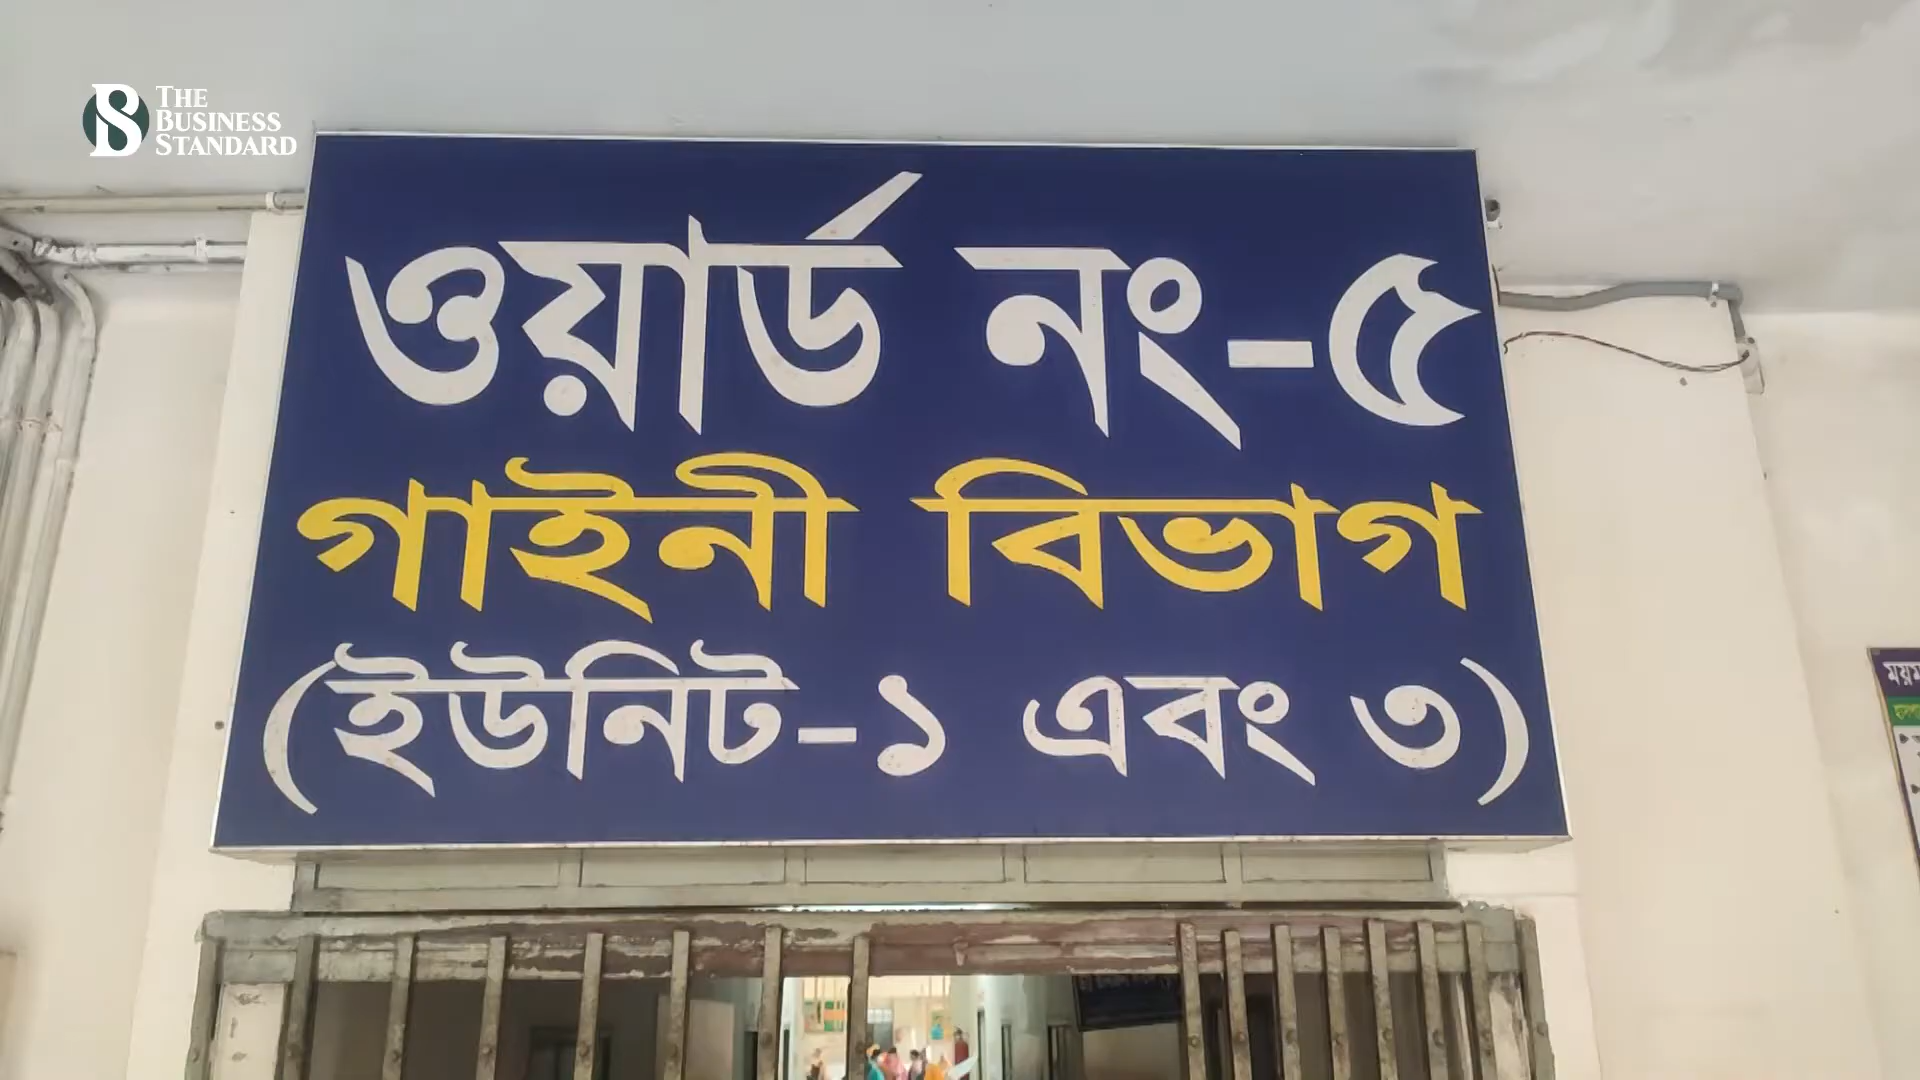 THE
BUSINESS
STANDARD
ওয়ার্ড নং-৫
গাইনী বিভাগ
(ইউনিট-১ এবং ৩)